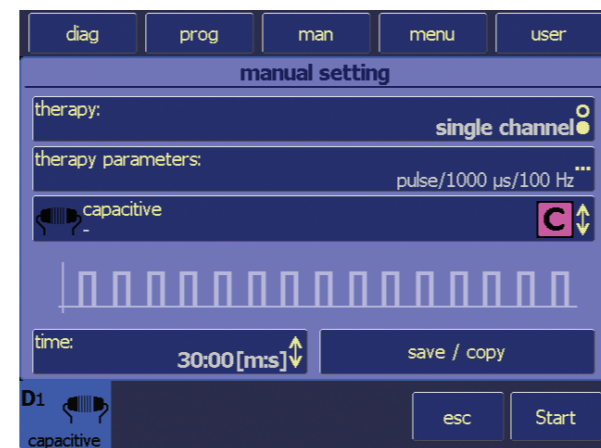 diag prog man menu user
manual setting
therapy:
single channel
therapy parameters:
pulse/1000 µs/100 Hz
capacitive
-
C
time:
30:00[m:s]
save / copy
D1
capacitive
esc Start